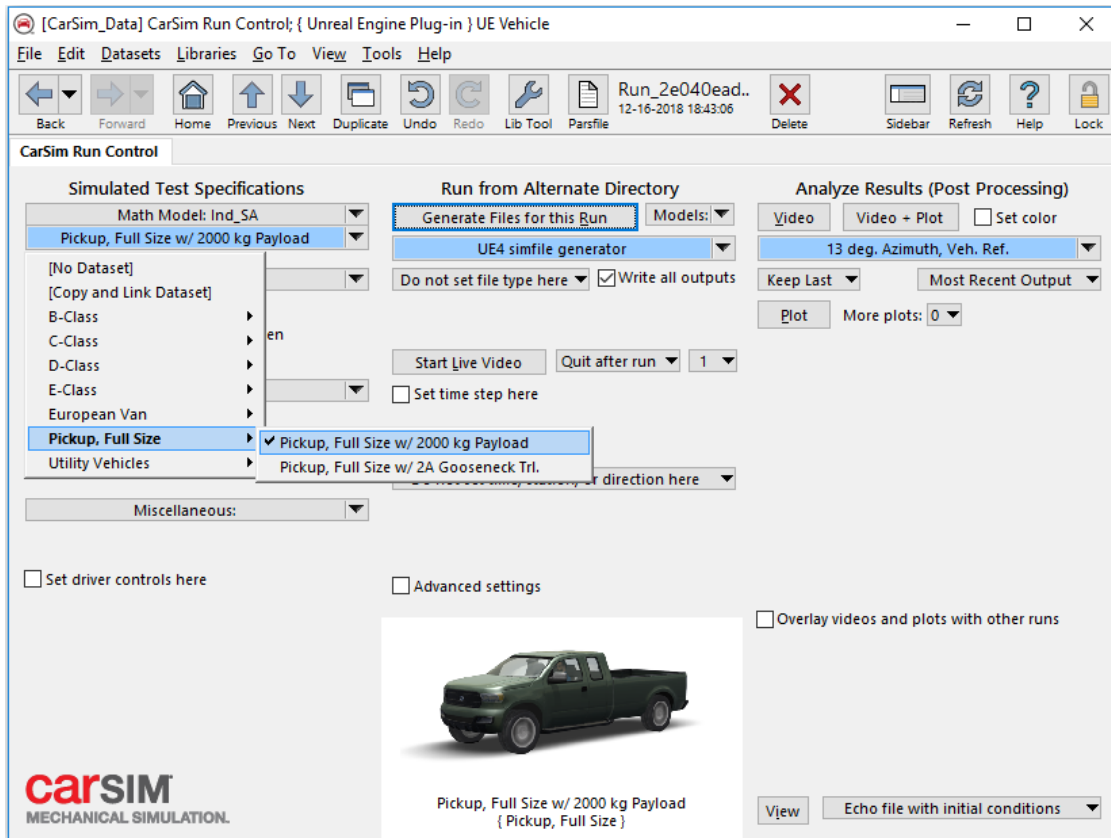 [CarSim_Data] CarSim Run Control; { Unreal Engine Plug-in } UE Vehicle
File Edit Datasets Libraries Go To View Tools Help
Run_2e040ead..
12-16-2018 18:43:06
Back Forward Home Previous Next Duplicate Undo Redo Lib Tool Parsfile Delete Sidebar Refresh Help Lock
CarSim Run Control
Simulated Test Specifications
Math Model: Ind_SA
Pickup, Full Size w/ 2000 kg Payload
[No Dataset]
[Copy and Link Dataset]
B-Class
C-Class
D-Class
E-Class
European Van
Pickup, Full Size
Utility Vehicles
Pickup, Full Size w/ 2000 kg Payload
Pickup, Full Size w/ 2A Gooseneck Trl.
en
Miscellaneous:
Set driver controls here
Run from Alternate Directory
Generate Files for this Run Models:
UE4 simfile generator
Do not set file type here Write all outputs
Start Live Video Quit after run 1
Set time step here
direction here
Advanced settings
Pickup, Full Size w/ 2000 kg Payload
{ Pickup, Full Size }
Analyze Results (Post Processing)
Video Video + Plot Set color
13 deg. Azimuth, Veh. Ref.
Keep Last Most Recent Output
Plot More plots: 0
Overlay videos and plots with other runs
View Echo file with initial conditions
carSIM
MECHANICAL SIMULATION.